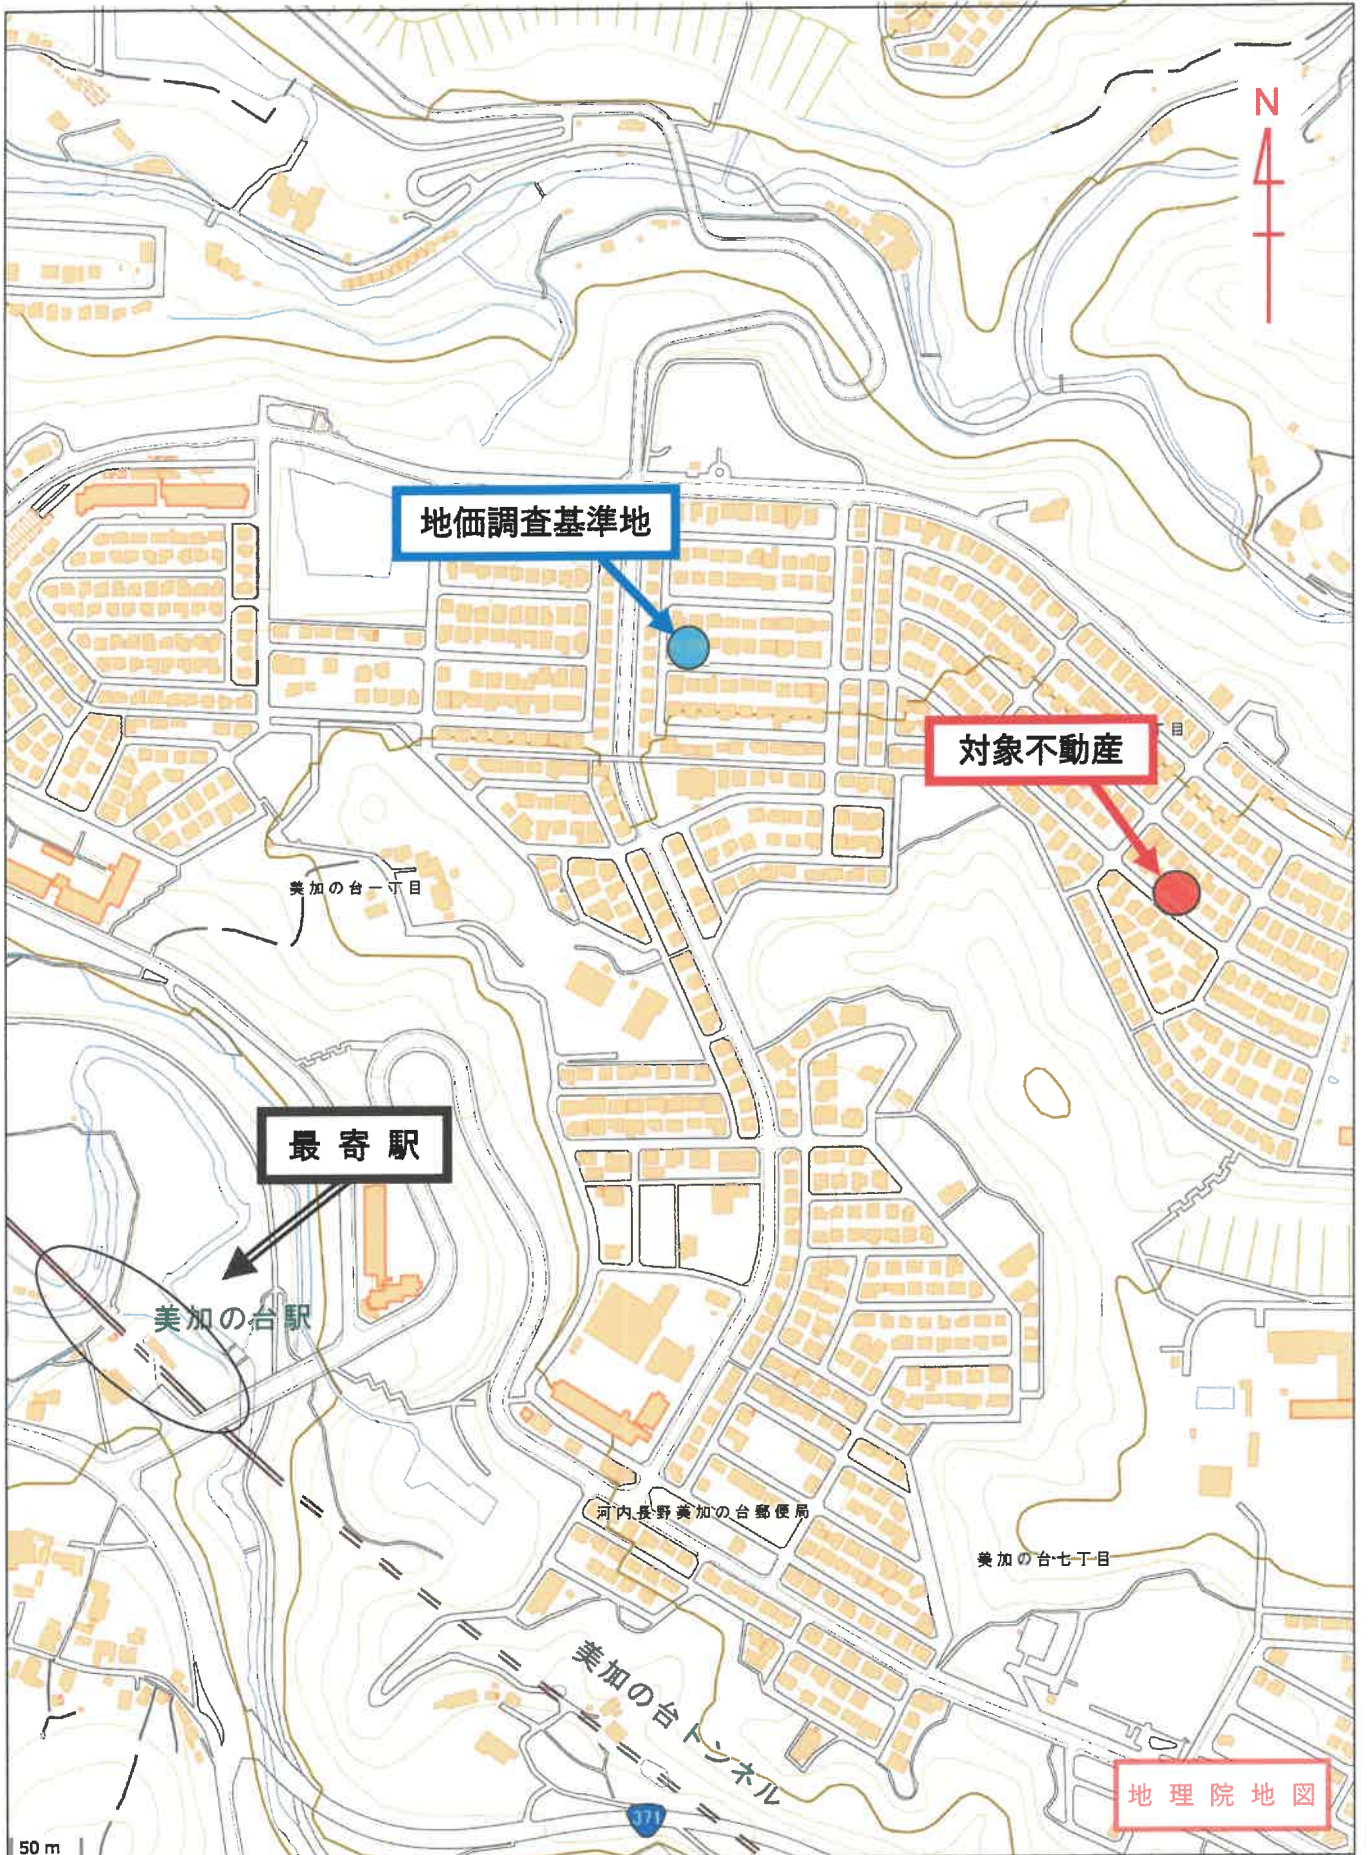 N
地価調査基準地
対象不動産
丁目
美加の台一丁目
最寄駅
美加の台駅
河内長野美加の台郵便局
美加の台七丁目
美加の台トンネル
地理院地図
371
50 m